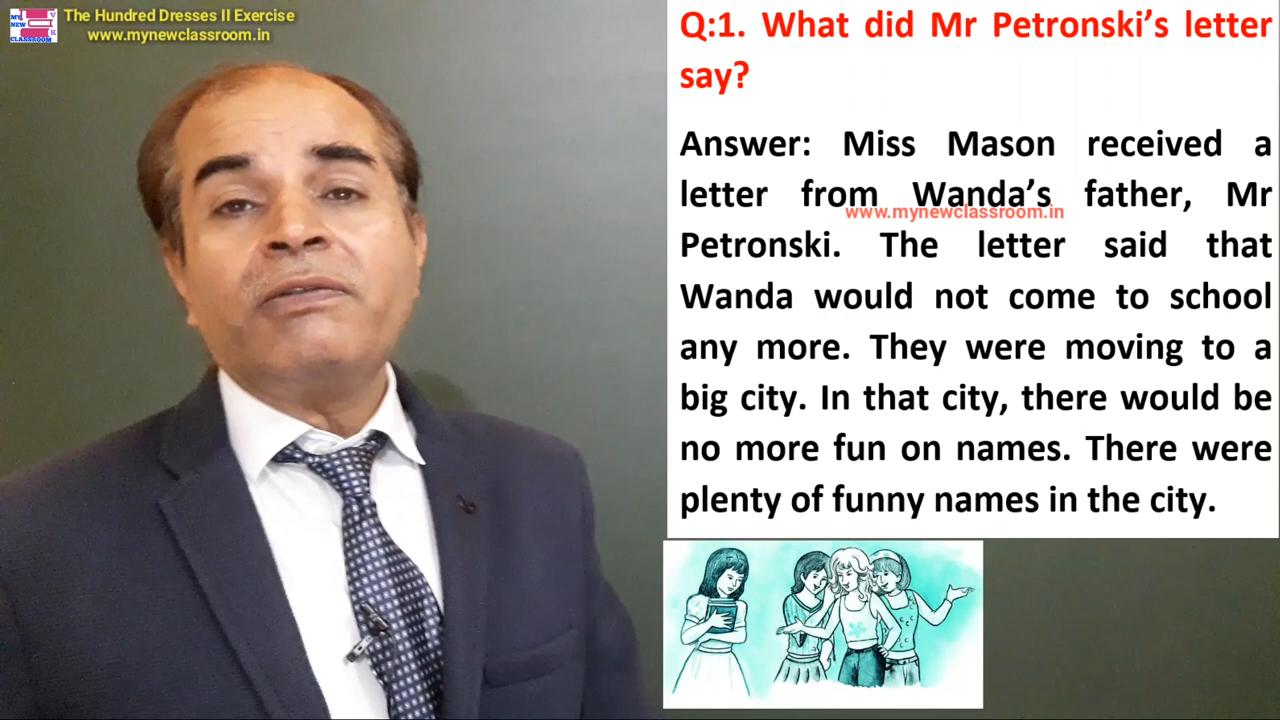 MY
NEW
CLASSROOM
V
K
The Hundred Dresses II Exercise
www.mynewclassroom.in
Q:1. What did Mr Petronski’s letter
say?
Answer: Miss Mason received a
letter from Wanda’s father, Mr
www.mynewclassroom.in
Petronski. The letter said that
Wanda would not come to school
any more. They were moving to a
big city. In that city, there would be
no more fun on names. There were
plenty of funny names in the city.